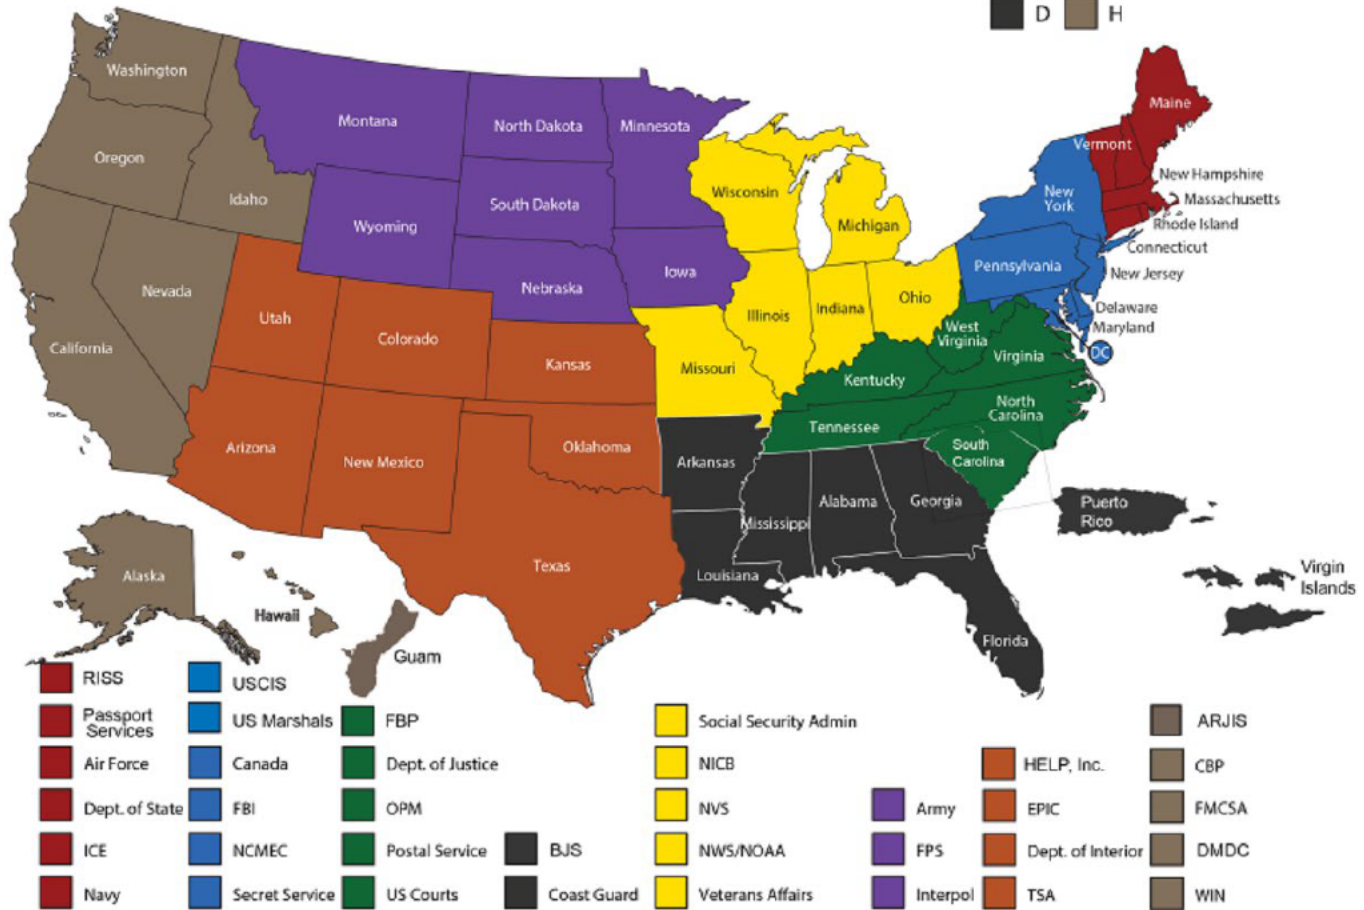 D
H
Washington
Montana
North Dakota
Minnesota
Maine
Vermont
Oregon
Idaho
Wyoming
South Dakota
Wisconsin
Michigan
New
York
New Hampshire
Massachusetts
Rhode Island
Connecticut
New Jersey
Delaware
Maryland
DC
Nevada
Nebraska
Iowa
Pennsylvania
California
Utah
Colorado
Kansas
Missouri
Illinois
Indiana
Ohio
West
Virginia
Virginia
Kentucky
North
Carolina
Tennessee
South
Carolina
Arizona
New Mexico
Oklahoma
Arkansas
Mississippi
Alabama
Georgia
Puerto
Rico
Texas
Louisiana
Florida
Virgin
Islands
Alaska
Hawaii
Guam
RISS
Passport
Services
Air Force
Dept. of State
ICE
Navy
USCIS
US Marshals
Canada
FBI
NCMEC
Secret Service
FBP
Dept. of Justice
OPM
Postal Service
US Courts
BJS
Coast Guard
Social Security Admin
NICB
NVS
NWS/NOAA
Veterans Affairs
Army
FPS
Interpol
HELP, Inc.
EPIC
Dept. of Interior
TSA
ARJIS
CBP
FMCSA
DMDC
WIN